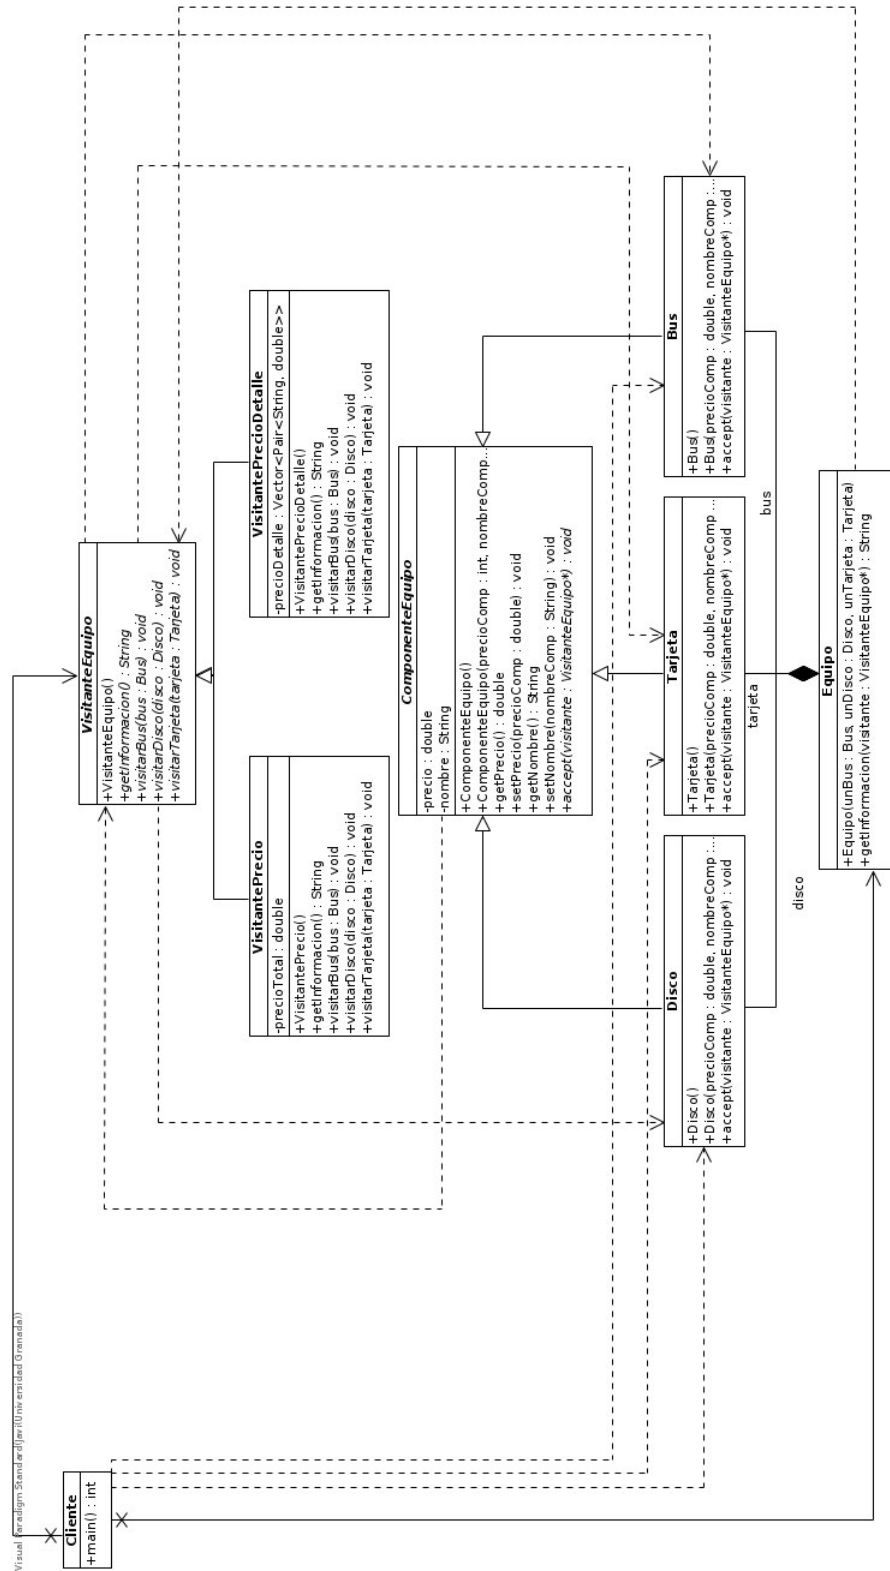 Visual Paradigm Standard(Javi(Universidad Granada))
Cliente
+main() : int
VisitanteEquipo
+VisitanteEquipo()
+getInformacion() : String
+visitarBus(bus : Bus) : void
+visitarDisco(disco : Disco) : void
+visitarTarjeta(tarjeta : Tarjeta) : void
VisitantePrecio
-precioTotal : double
+VisitantePrecio()
+getInformacion() : String
+visitarBus(bus : Bus) : void
+visitarDisco(disco : Disco) : void
+visitarTarjeta(tarjeta : Tarjeta) : void
VisitantePrecioDetalle
-precioDetalle : Vector<Pair<String, double>>
+VisitantePrecioDetalle()
+getInformacion() : String
+visitarBus(bus : Bus) : void
+visitarDisco(disco : Disco) : void
+visitarTarjeta(tarjeta : Tarjeta) : void
ComponenteEquipo
-precio : double
-nombre : String
+ComponenteEquipo()
+ComponenteEquipo(precioComp : int, nombreComp...
+getPrecio() : double
+setPrecio(precioComp : double) : void
+getNombre() : String
+setNombre(nombreComp : String) : void
+accept(visitante : VisitanteEquipo*) : void
Disco
+Disco()
+Disco(precioComp : double, nombreComp :...
+accept(visitante : VisitanteEquipo*) : void
Tarjeta
+Tarjeta()
+Tarjeta(precioComp : double, nombreComp ...
+accept(visitante : VisitanteEquipo*) : void
Bus
+Bus()
+Bus(precioComp : double, nombreComp :...
+accept(visitante : VisitanteEquipo*) : void
disco
tarjeta
bus
Equipo
+Equipo(unBus : Bus, unDisco : Disco, unTarjeta : Tarjeta)
+getInformacion(visitante : VisitanteEquipo*) : String